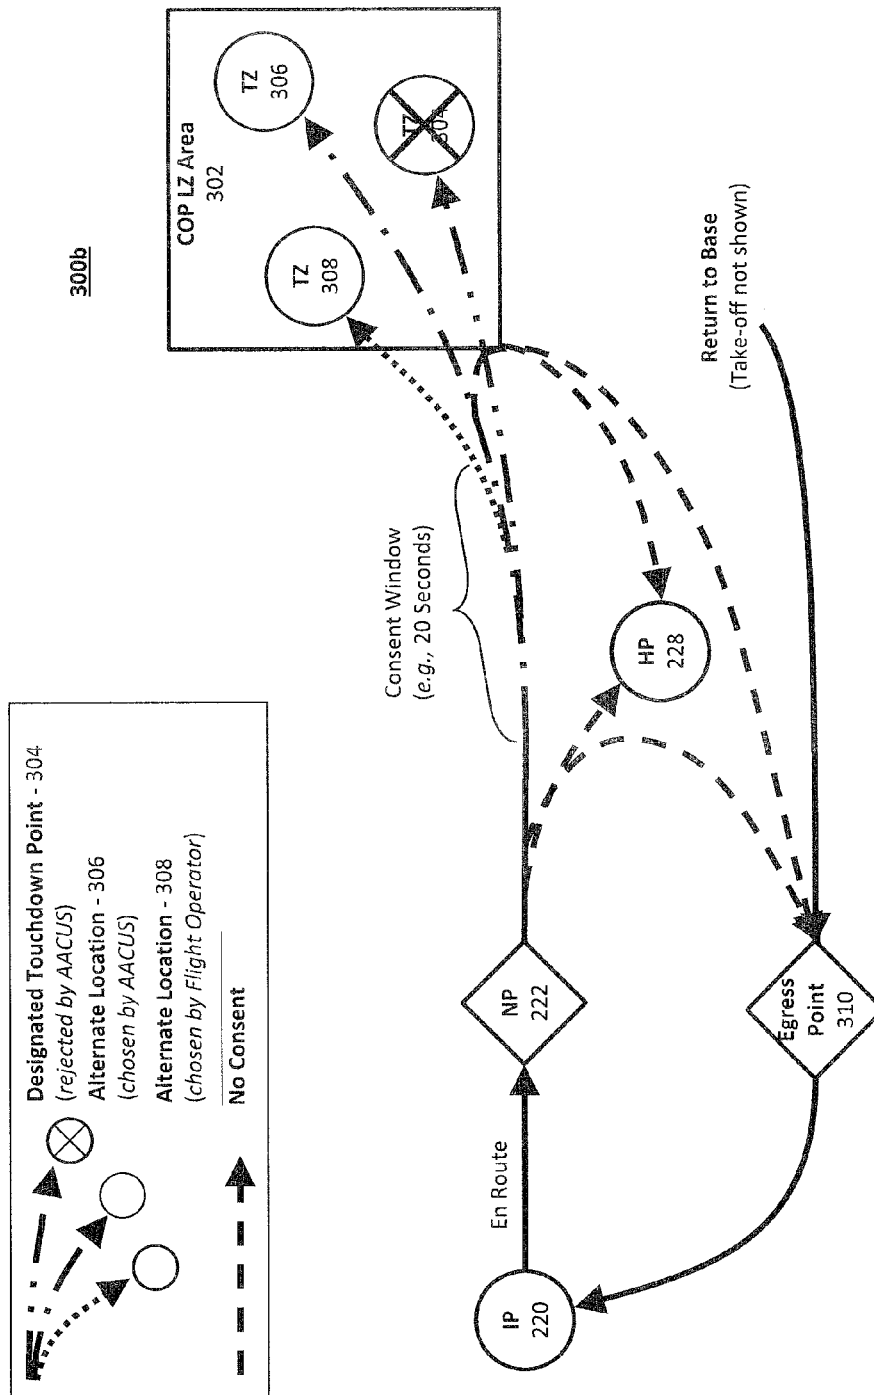 300b
Designated Touchdown Point - 304
(rejected by AACUS)
Alternate Location - 306
(chosen by AACUS)
Alternate Location - 308
(chosen by Flight Operator)
No Consent
COP LZ Area
302
TZ
306
TZ
304
TZ
308
Consent Window
(e.g., 20 Seconds)
IP
220
En Route
NP
222
HP
228
Egress
Point
310
Return to Base
(Take-off not shown)